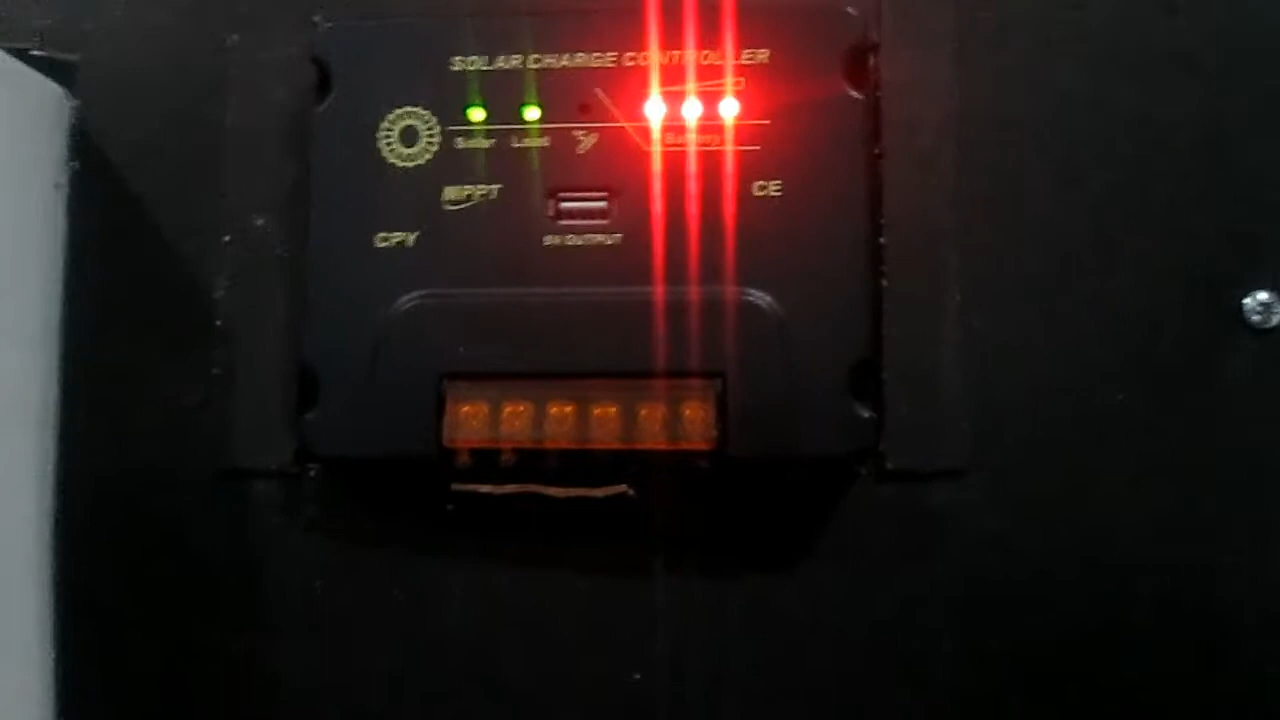 SOLAR CHARGE CONTROLLER
Solar Load Battery
MPPT
CE
CPY
5V OUTPUT